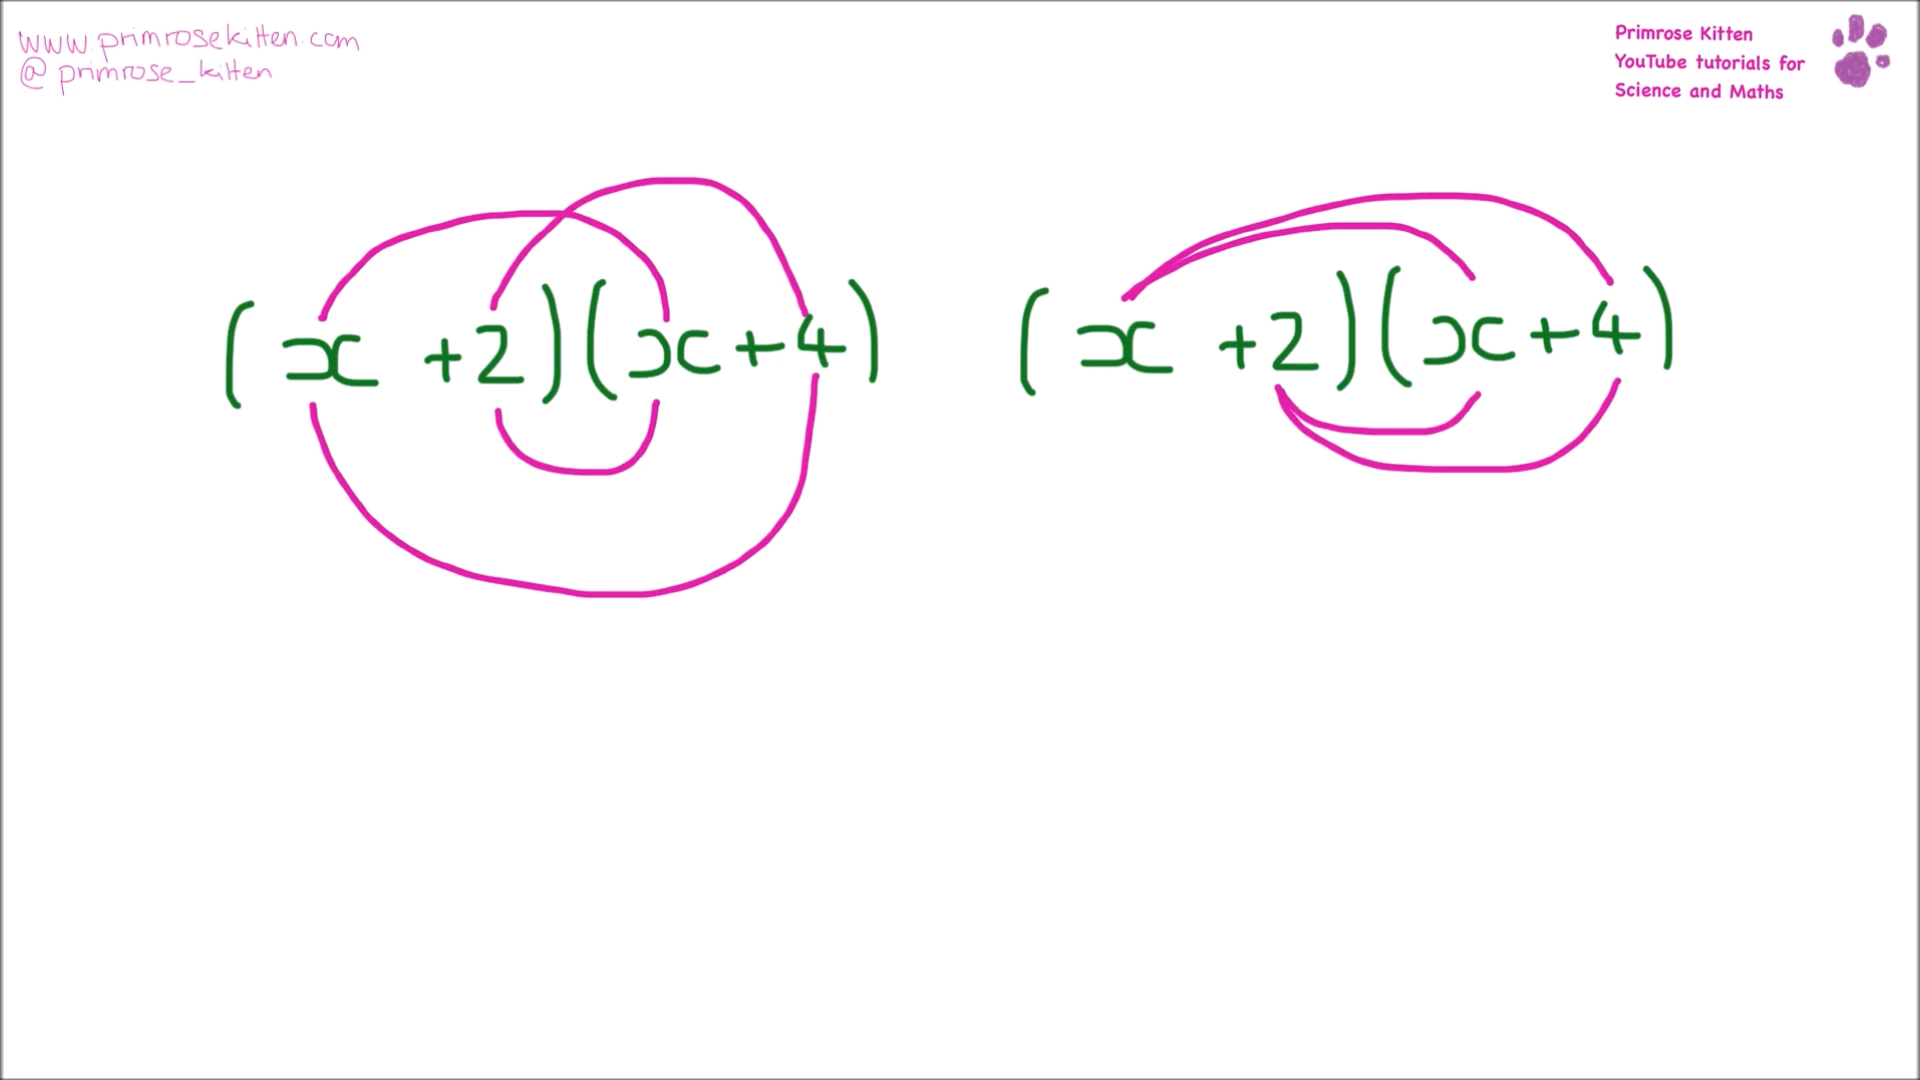 www.primrosekitten.com
@primrose_kitten
Primrose Kitten
YouTube tutorials for
Science and Maths
(x +2)(x+4)
(x +2)(x+4)